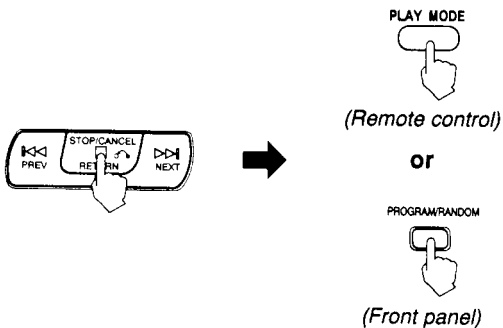 STOP/CANCEL
PREV
RETURN
NEXT
PLAY MODE
(Remote control)
or
PROGRAM/RANDOM
(Front panel)